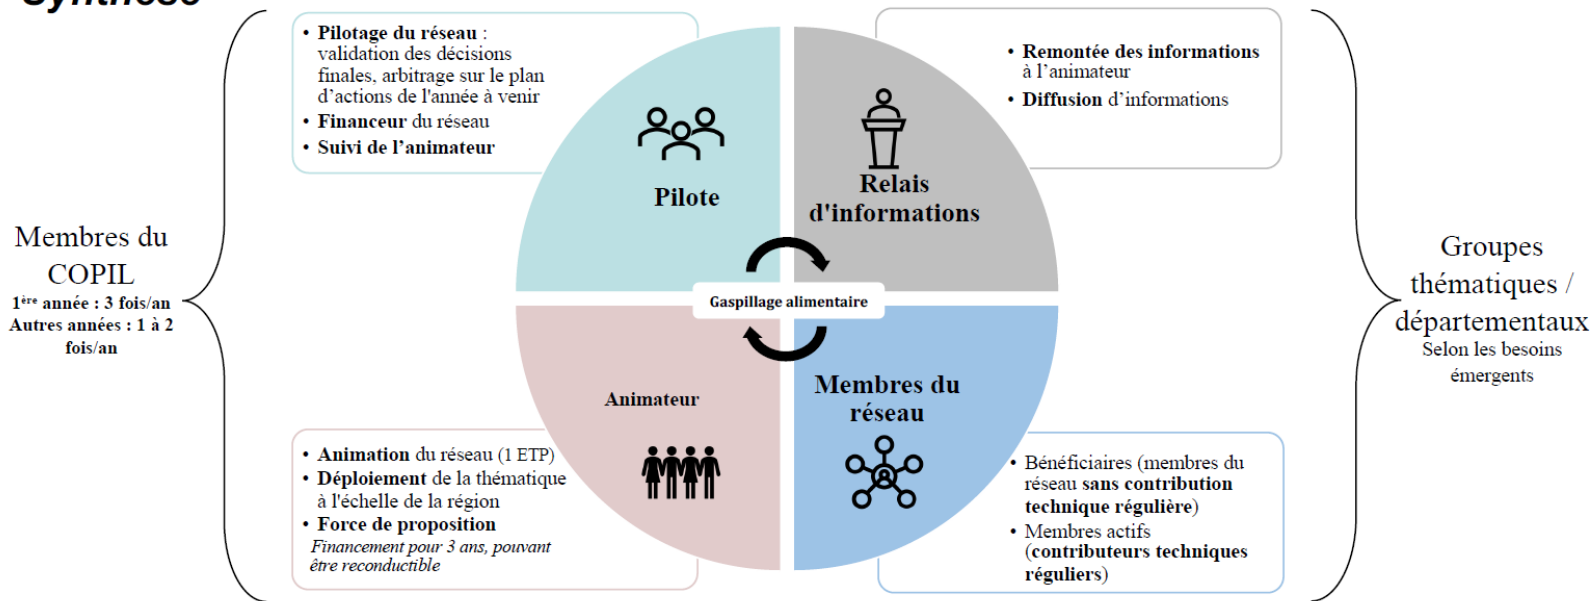 Synthèse
• Pilotage du réseau :
validation des décisions
finales, arbitrage sur le plan
d’actions de l'année à venir
• Financeur du réseau
• Suivi de l’animateur
• Remontée des informations
à l’animateur
• Diffusion d’informations
Pilote
Relais
d'informations
Membres du
COPIL
1ère année : 3 fois/an
Autres années : 1 à 2
fois/an
Gaspillage alimentaire
Groupes
thématiques /
départementaux
Selon les besoins
émergents
Animateur
Membres du
réseau
• Animation du réseau (1 ETP)
• Déploiement de la thématique
à l'échelle de la région
• Force de proposition
Financement pour 3 ans, pouvant
être reconductible
• Bénéficiaires (membres du
réseau sans contribution
technique régulière)
• Membres actifs
(contributeurs techniques
réguliers)